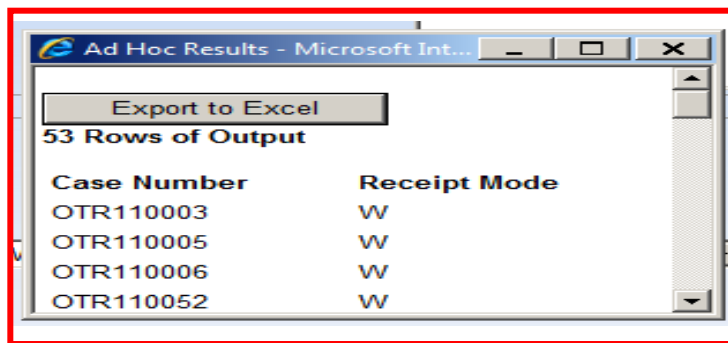 Ad Hoc Results - Microsoft Int...
Export to Excel
53 Rows of Output
Case Number Receipt Mode
OTR110003 W
OTR110005 W
OTR110006 W
OTR110052 W